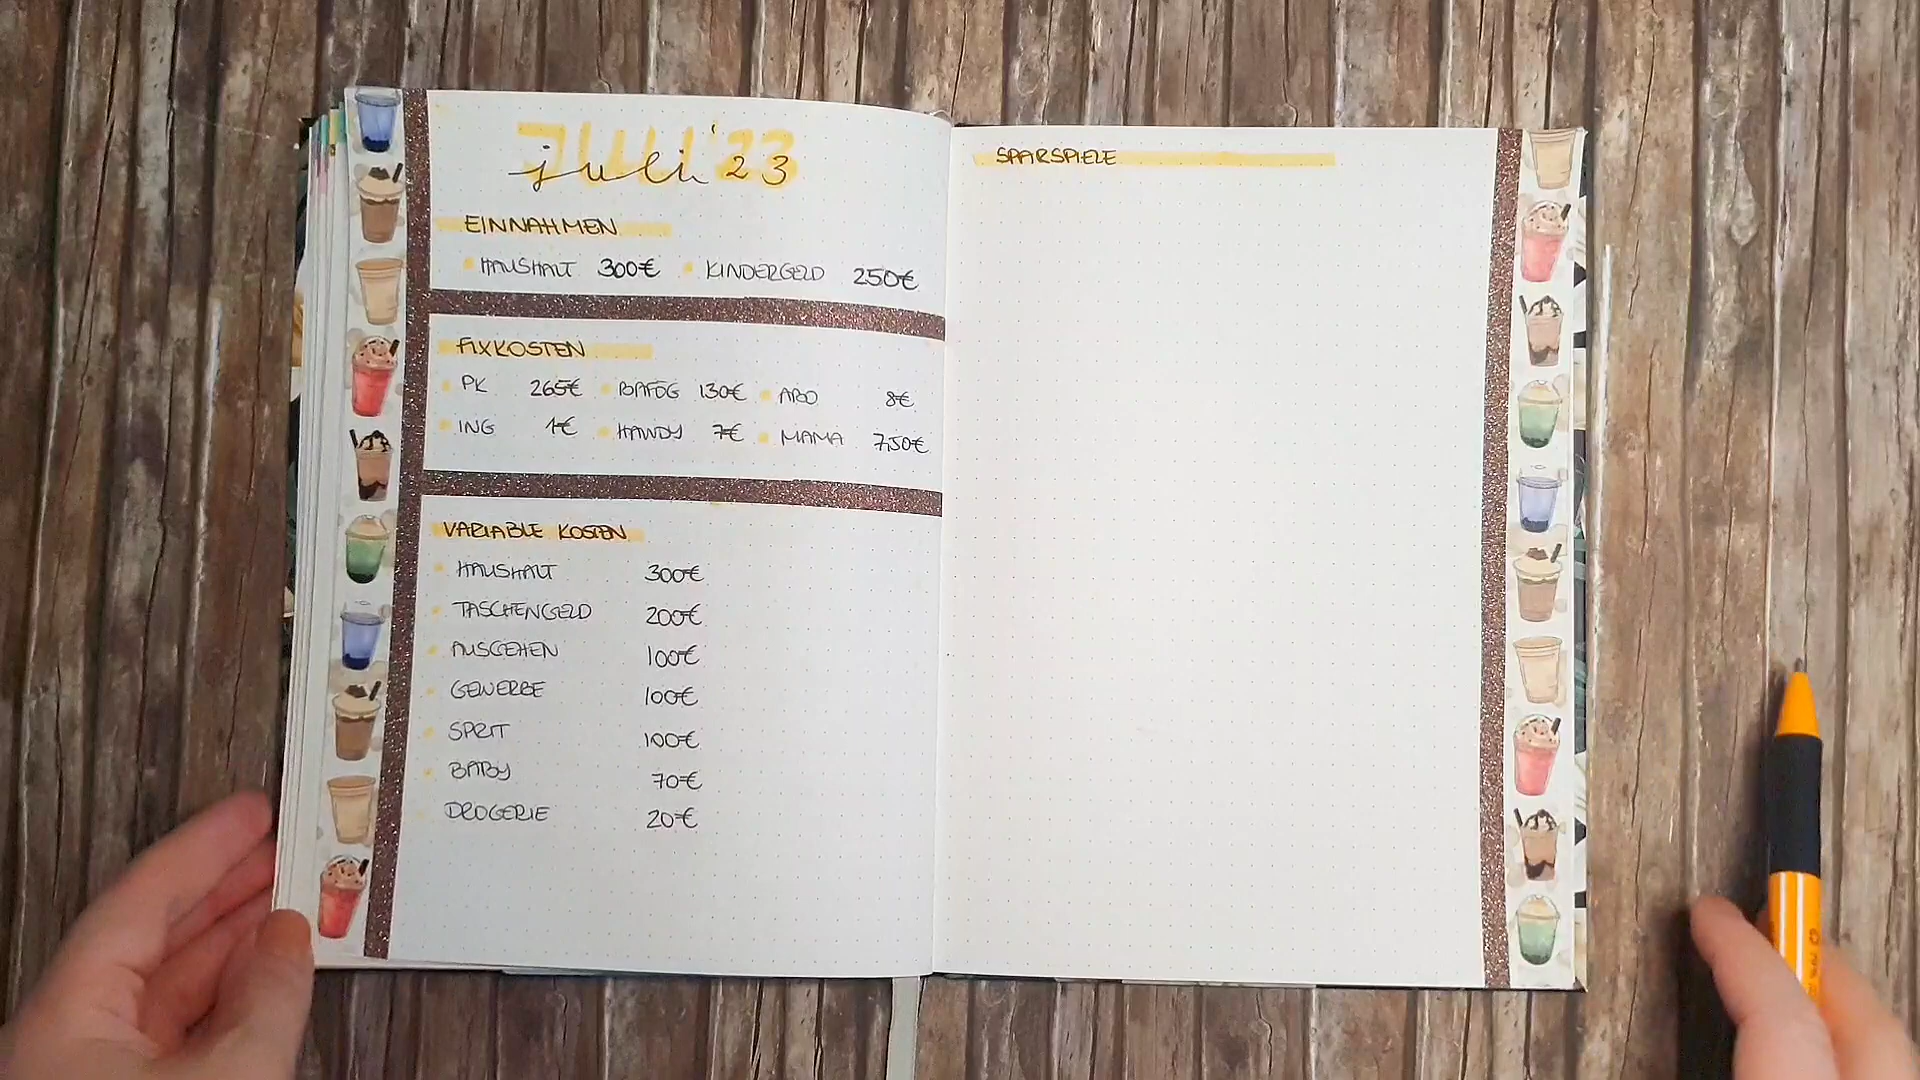 juli '23
EINNAHMEN
HAUSHALT 300€ KINDERGELD 250€
FIXKOSTEN
PK 265€ BAFÖG 130€ ABO 8€
ING 1€ HANDY 7€ MAMA 7,50€
VARIABLE KOSTEN
HAUSHALT 300€
TASCHENGELD 200€
AUSGEHEN 100€
GEWERBE 100€
SPRIT 100€
BABY 70€
DROGERIE 20€
SPARSPIELE